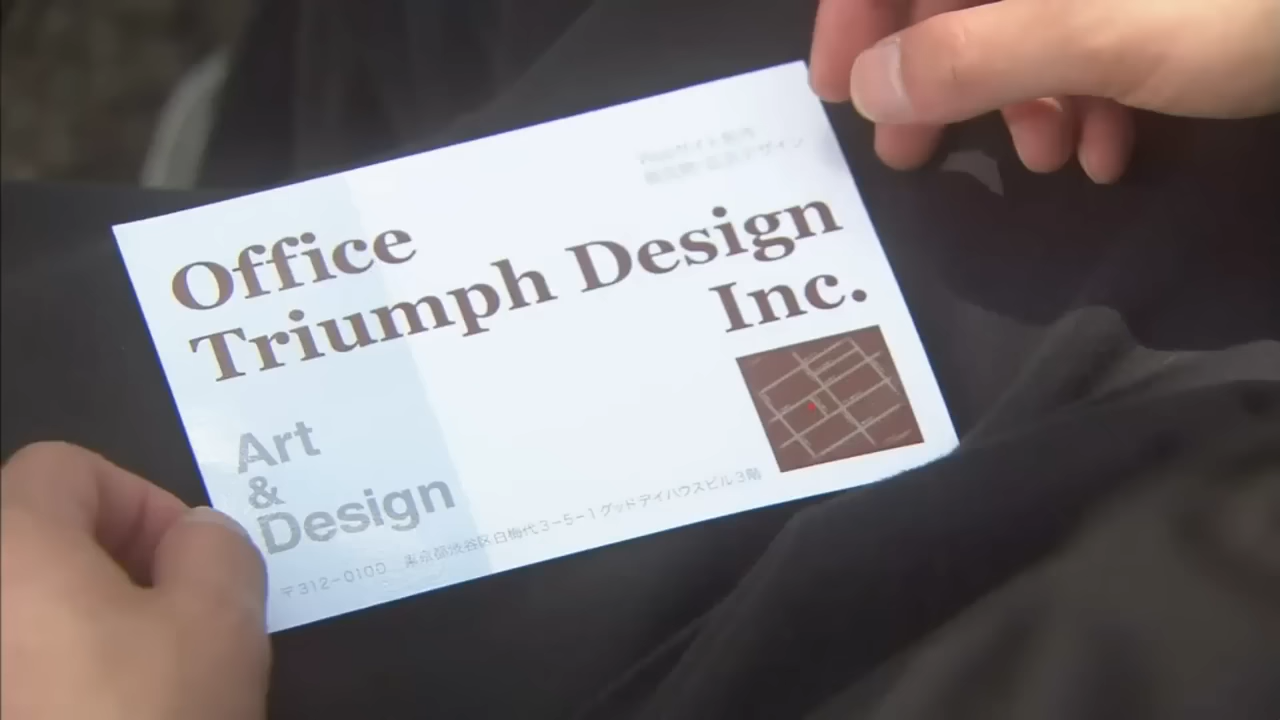 Office
Triumph Design
Inc.
Art
&
Design
〒312-0100 東京都渋谷区白梅代3-5-1グッドデイハウスビル3階